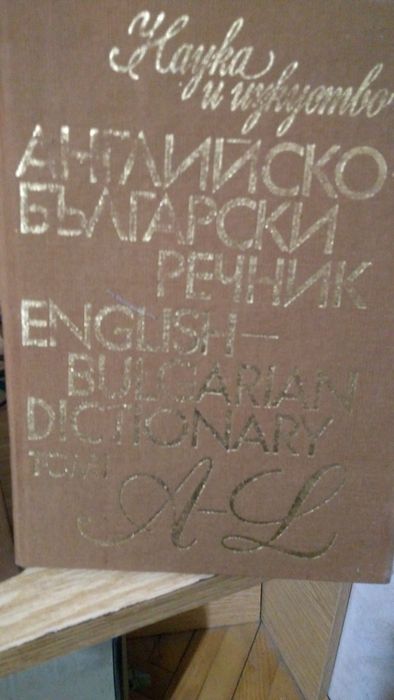 Наука
и изкуство
АНГЛИЙСКО-
БЪЛГАРСКИ
РЕЧНИК
ENGLISH—
BULGARIAN
DICTIONARY
ТОМ I
A–L